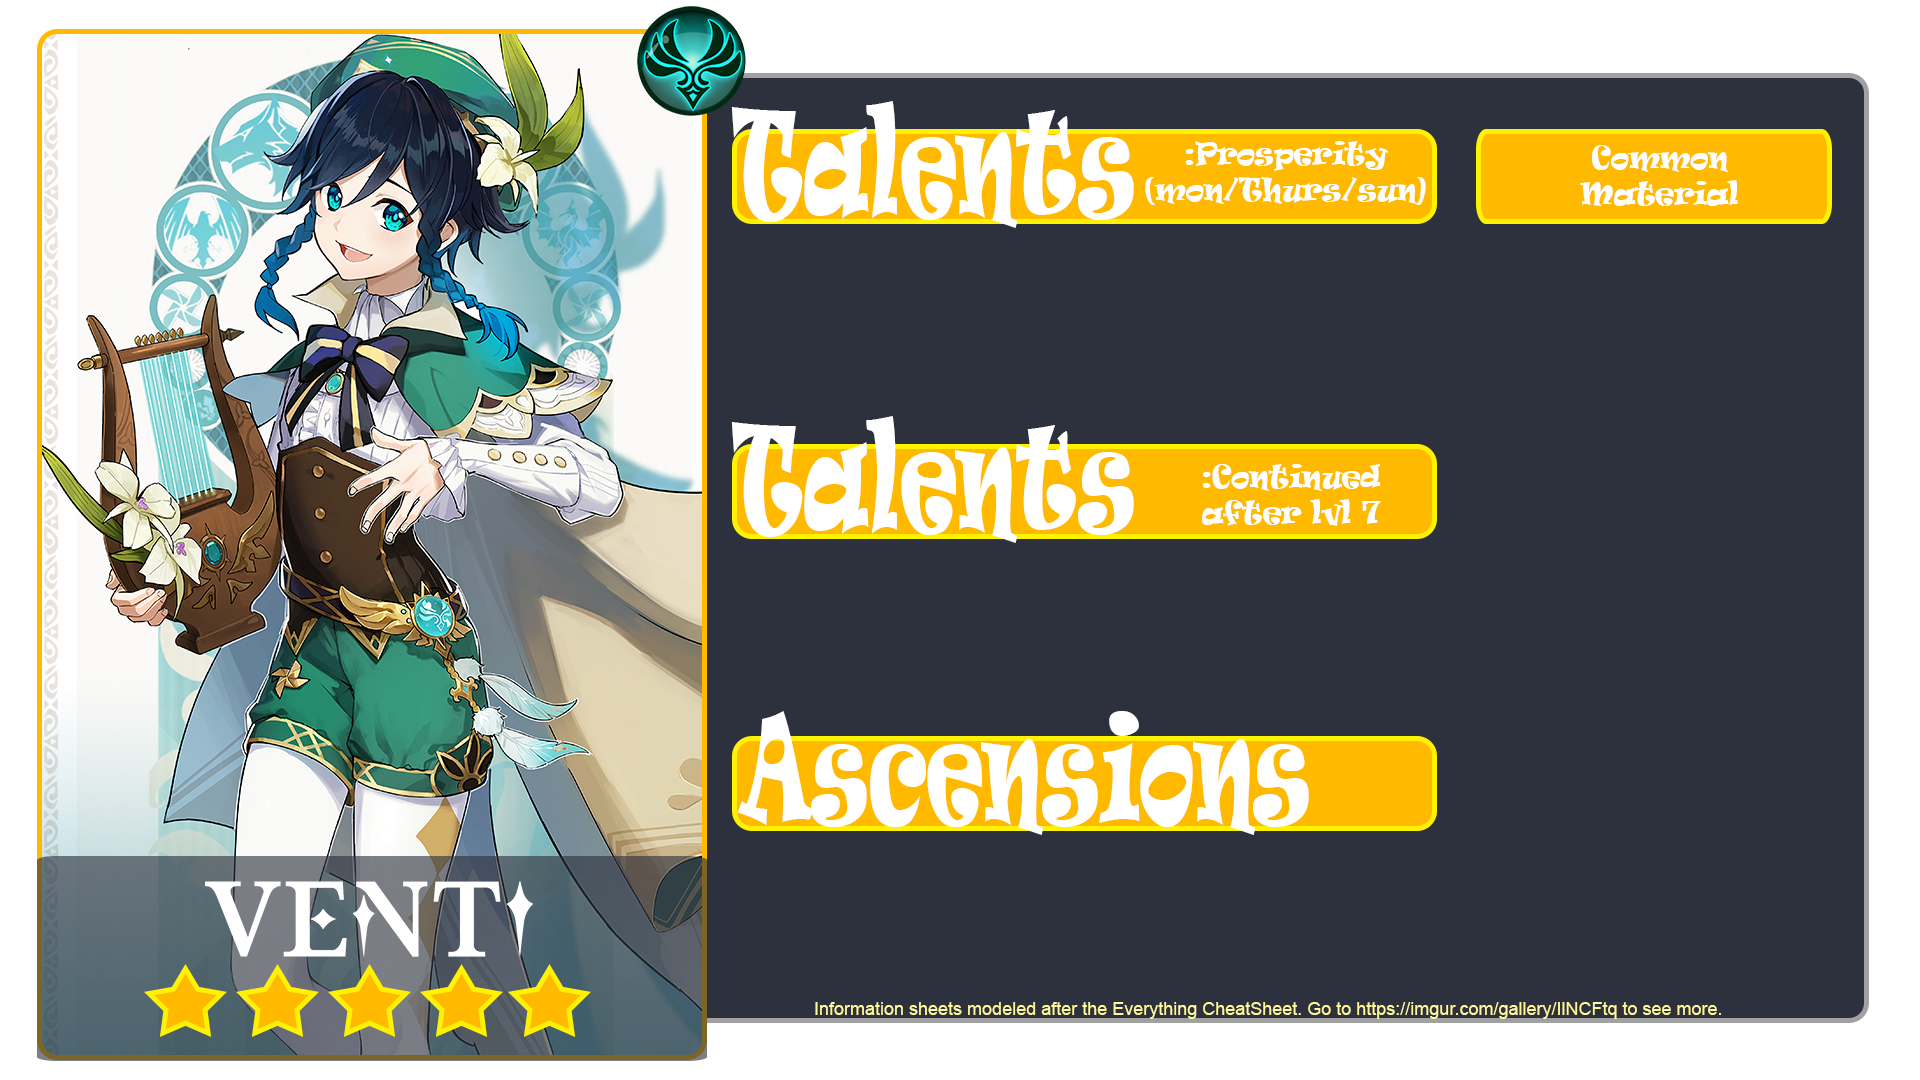 VENTI
Talents :Prosperity
(mon/Thurs/sun)
Common
Material
Talents :Continued
after lvl 7
Ascensions
Information sheets modeled after the Everything CheatSheet. Go to https://imgur.com/gallery/IINCFtq to see more.